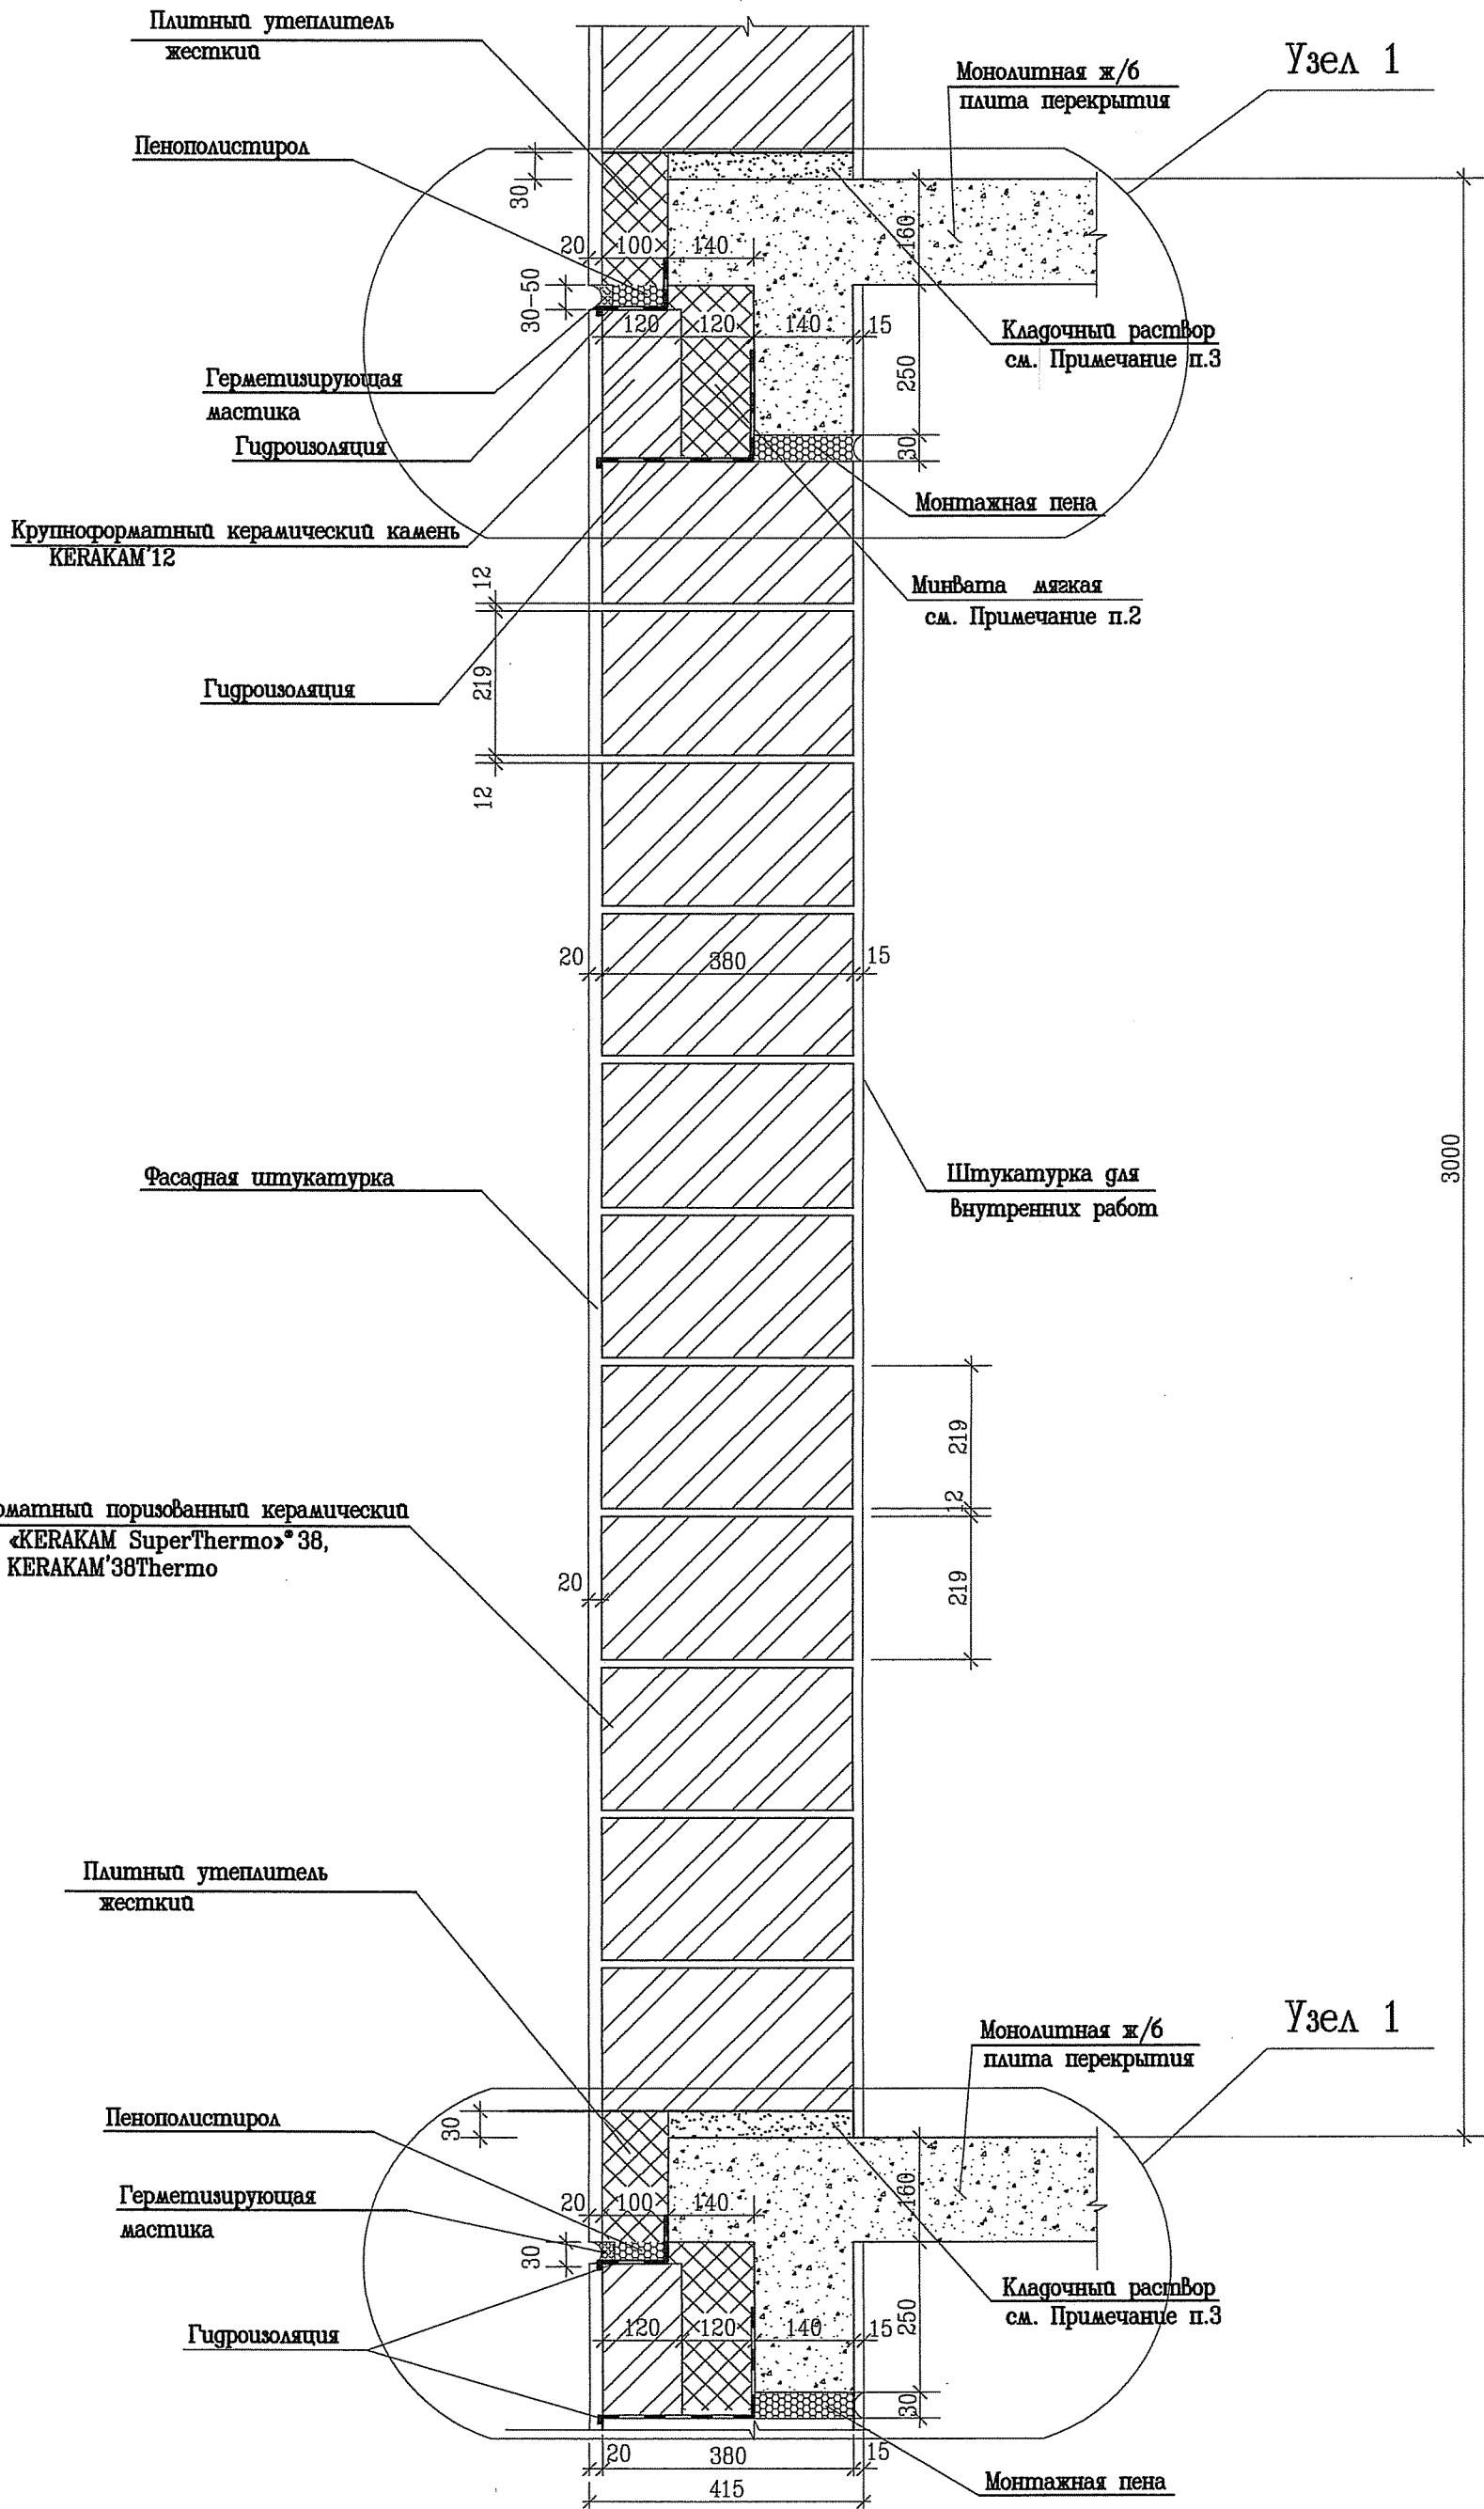 Плитный утеплитель
жесткий
Узел 1
Монолитная ж/б
плита перекрытия
Пенополистирол
30
160
20 100 140
30-50
120 120 140 15
Кладочный раствор
см. Примечание п.3
250
Герметизирующая
мастика
Гидроизоляция
30
Монтажная пена
Крупноформатный керамический камень
KERAKAM'12
12
Минвата мягкая
см. Примечание п.2
219
Гидроизоляция
12
20 380 15
3000
Фасадная штукатурка
Штукатурка для
внутренних работ
219
12
оматный поризованный керамический
«KERAKAM SuperThermo»® 38,
KERAKAM'38Thermo
20
219
Плитный утеплитель
жесткий
Узел 1
Монолитная ж/б
плита перекрытия
Пенополистирол
30
160
Герметизирующая
мастика
20 100 140
30
Кладочный раствор
см. Примечание п.3
250
Гидроизоляция
120 120 140 15
30
20 380 15
415
Монтажная пена